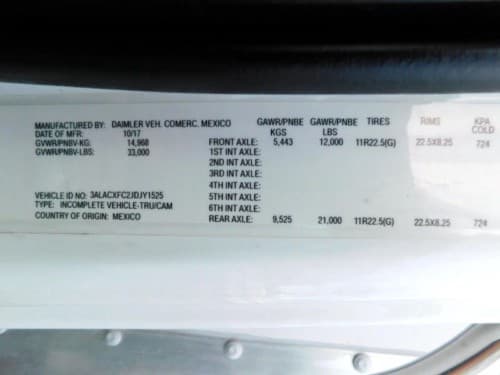 MANUFACTURED BY: DAIMLER VEH. COMERC. MEXICO GAWR/PNBE KGS GAWR/PNBE LBS TIRES RIMS KPA COLD
DATE OF MFR: 10/17
GVWR/PNBV-KG: 14,968 FRONT AXLE: 5,443 12,000 11R22.5(G) 22.5X8.25 724
GVWR/PNBV-LBS: 33,000 1ST INT AXLE:
2ND INT AXLE:
3RD INT AXLE:
4TH INT AXLE:
VEHICLE ID NO: 3ALACXFC2JDJY1525 5TH INT AXLE:
TYPE: INCOMPLETE VEHICLE-TRU/CAM 6TH INT AXLE:
COUNTRY OF ORIGIN: MEXICO REAR AXLE: 9,525 21,000 11R22.5(G) 22.5X8.25 724